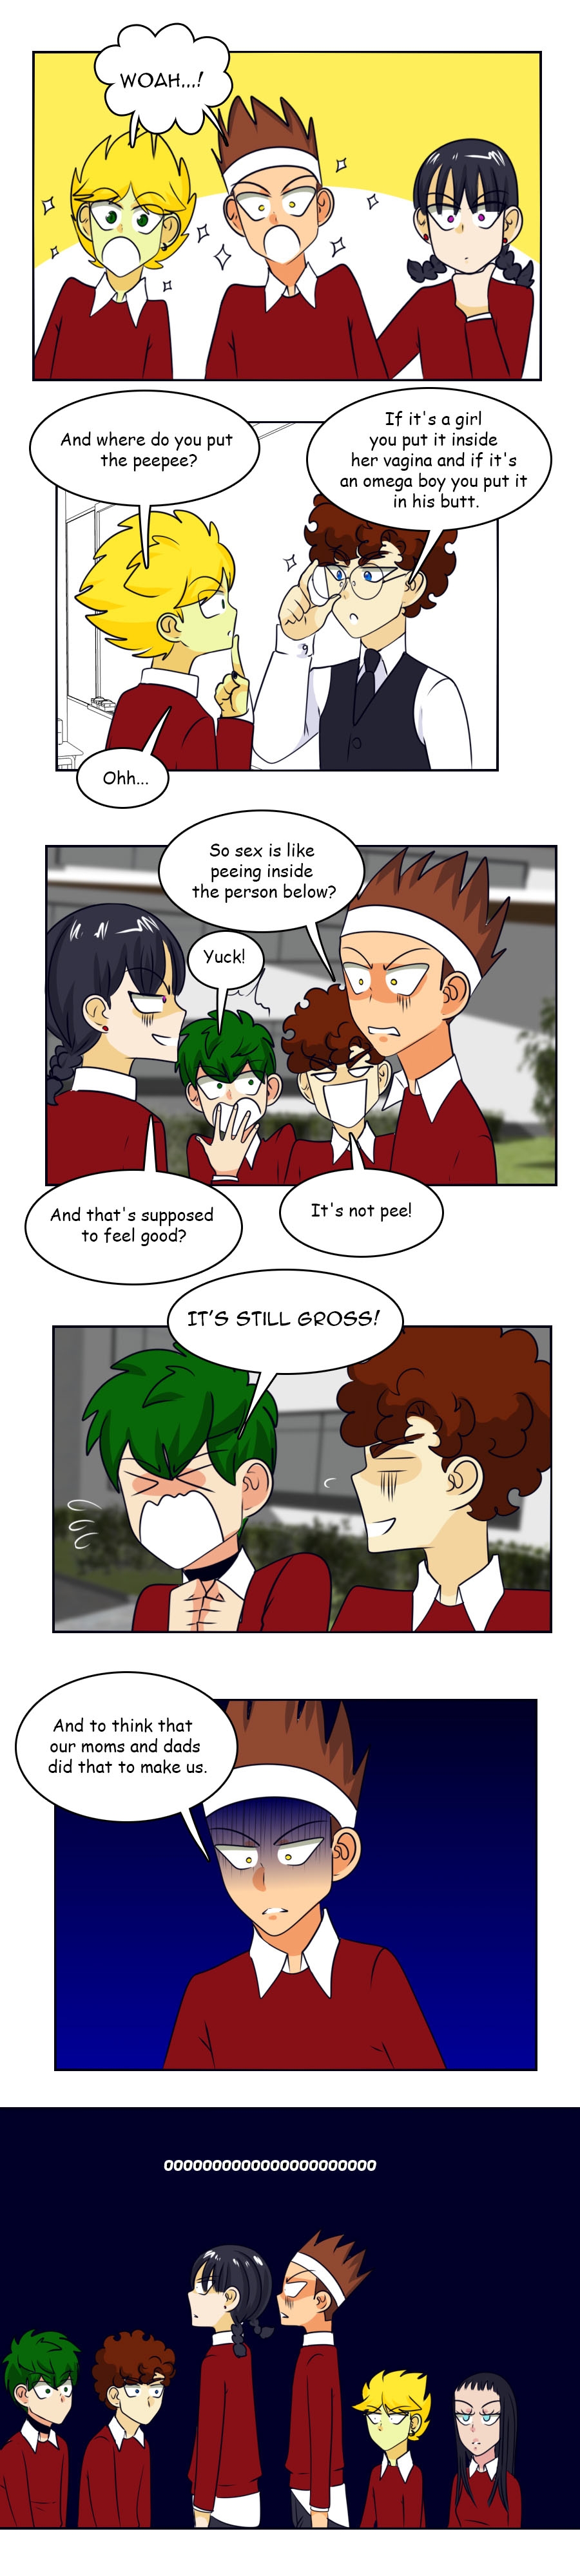 WOAH...!
And where do you put
the peepee?
If it's a girl
you put it inside
her vagina and if it's
an omega boy you put it
in his butt.
Ohh...
So sex is like
peeing inside
the person below?
Yuck!
And that's supposed
to feel good?
It's not pee!
IT'S STILL GROSS!
And to think that
our moms and dads
did that to make us.
oooooooooooooooooooooo